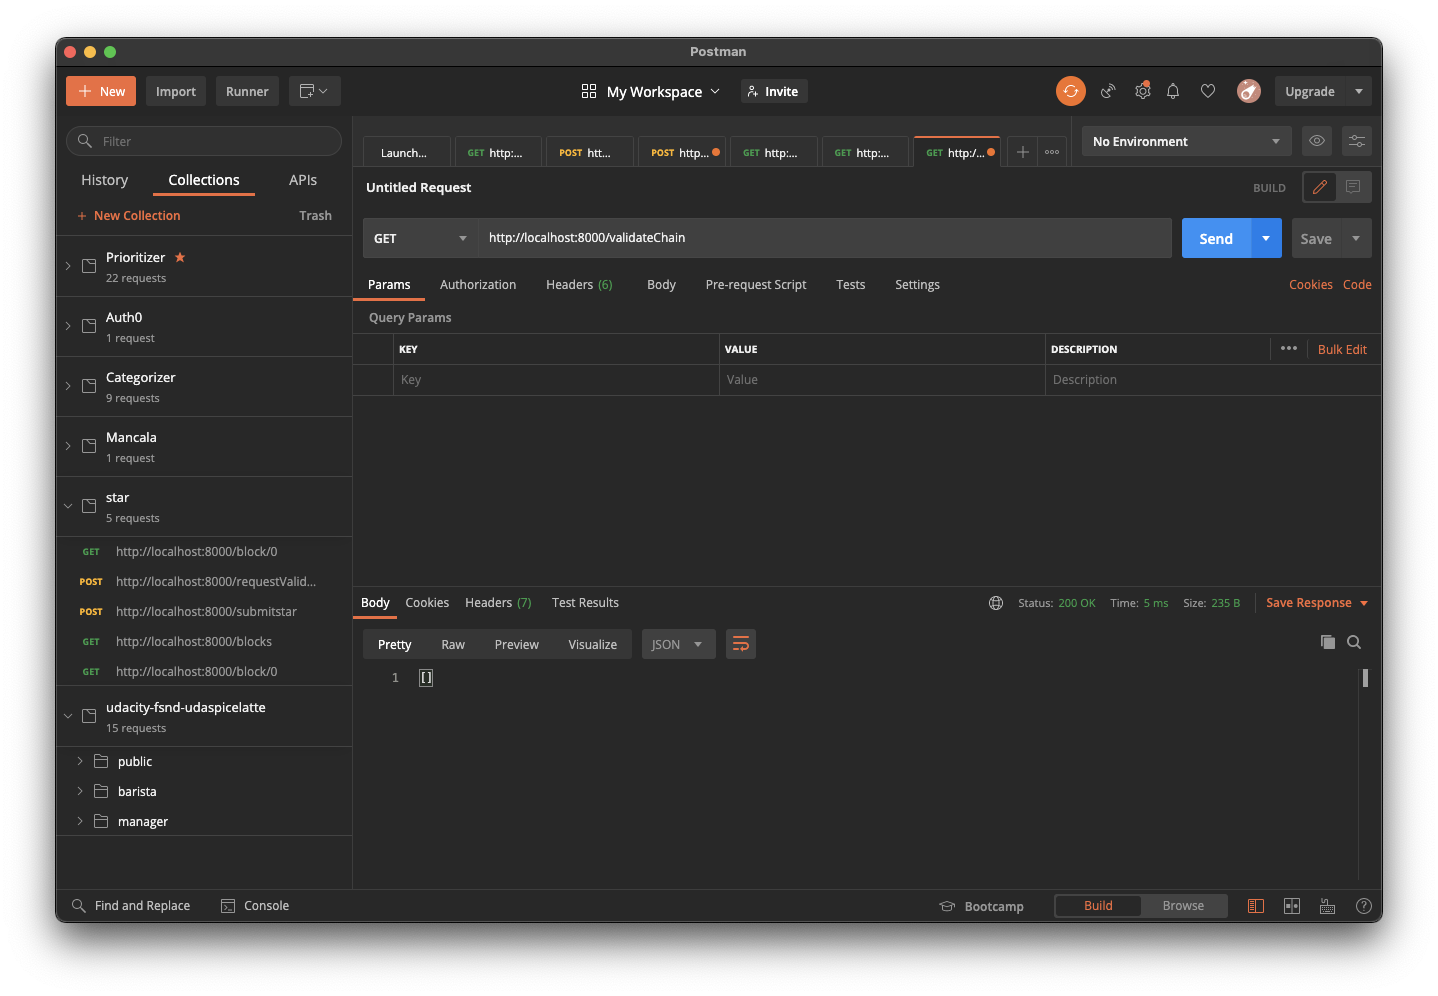 Postman
New
Import
Runner
My Workspace
Invite
Upgrade
Filter
History
Collections
APIs
New Collection
Trash
Prioritizer
22 requests
Auth0
1 request
Categorizer
9 requests
Mancala
1 request
star
5 requests
GET http://localhost:8000/block/0
POST http://localhost:8000/requestValid...
POST http://localhost:8000/submitstar
GET http://localhost:8000/blocks
GET http://localhost:8000/block/0
udacity-fsnd-udaspicelatte
15 requests
public
barista
manager
Launch...
GET http:...
POST htt...
POST http...
GET http:...
GET http:...
GET http:/...
No Environment
Untitled Request
BUILD
GET
http://localhost:8000/validateChain
Send
Save
Params
Authorization
Headers (6)
Body
Pre-request Script
Tests
Settings
Cookies
Code
Query Params
KEY
VALUE
DESCRIPTION
Bulk Edit
Key
Value
Description
Body
Cookies
Headers (7)
Test Results
Status: 200 OK
Time: 5 ms
Size: 235 B
Save Response
Pretty
Raw
Preview
Visualize
JSON
1 []
Find and Replace
Console
Bootcamp
Build
Browse